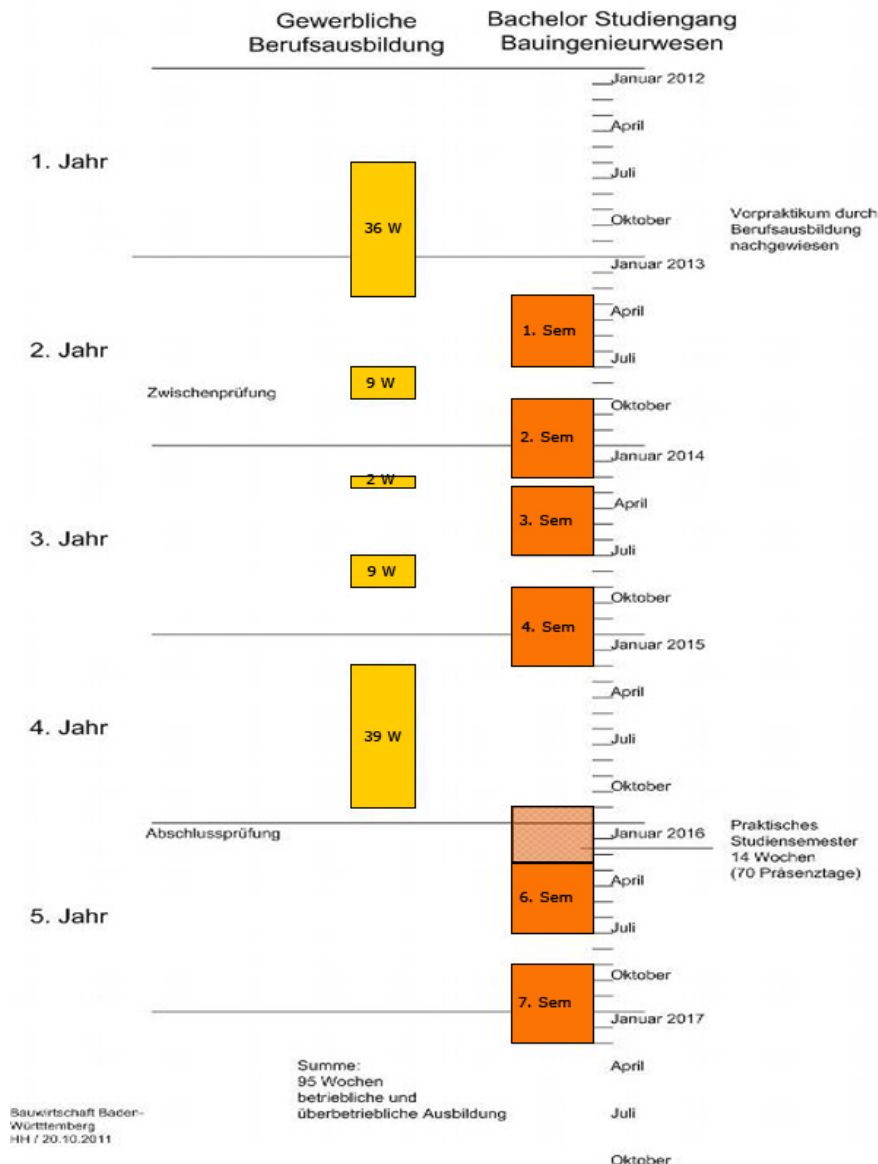 Gewerbliche
Berufsausbildung
Bachelor Studiengang
Bauingenieurwesen
Januar 2012
April
1. Jahr
Juli
36 W
Oktober
Vorpraktikum durch
Berufsausbildung
nachgewiesen
Januar 2013
April
1. Sem
2. Jahr
Juli
9 W
Zwischenprüfung
Oktober
2. Sem
Januar 2014
2 W
April
3. Sem
3. Jahr
Juli
9 W
Oktober
4. Sem
Januar 2015
April
4. Jahr
39 W
Juli
Oktober
Abschlussprüfung
Januar 2016
Praktisches
Studiensemester
14 Wochen
(70 Präsenztage)
April
6. Sem
5. Jahr
Juli
Oktober
7. Sem
Januar 2017
Summe:
95 Wochen
betriebliche und
überbetriebliche Ausbildung
April
Juli
Oktober
Bauwirtschaft Baden-
Württemberg
HH / 20.10.2011